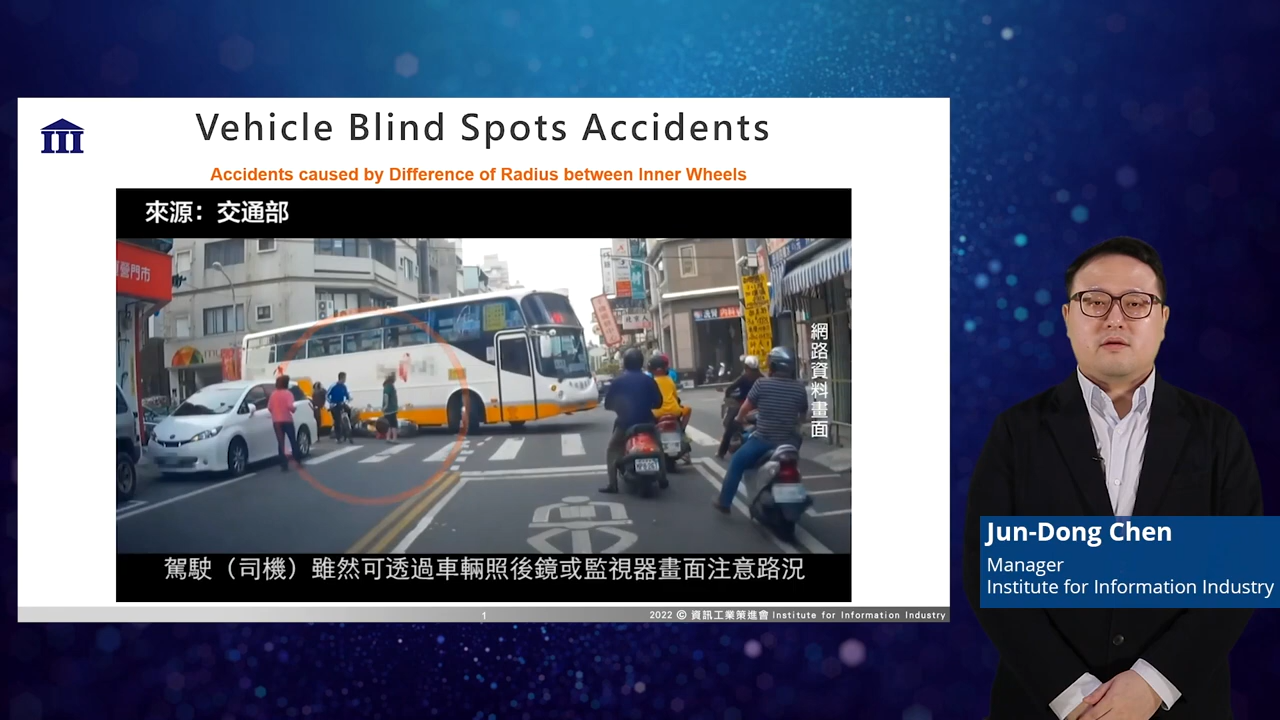 Vehicle Blind Spots Accidents
Accidents caused by Difference of Radius between Inner Wheels
來源：交通部
網路資料畫面
駕駛（司機）雖然可透過車輛照後鏡或監視器畫面注意路況
1
2022 © 資訊工業策進會 Institute for Information Industry
Jun-Dong Chen
Manager
Institute for Information Industry